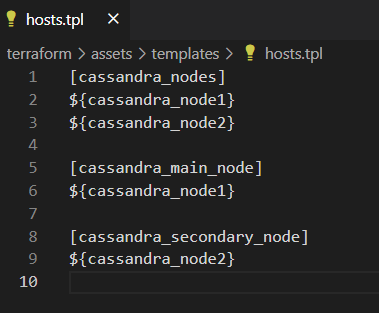 hosts.tpl ×
terraform > assets > templates > hosts.tpl
1 [cassandra_nodes]
2 ${cassandra_node1}
3 ${cassandra_node2}
4
5 [cassandra_main_node]
6 ${cassandra_node1}
7
8 [cassandra_secondary_node]
9 ${cassandra_node2}
10